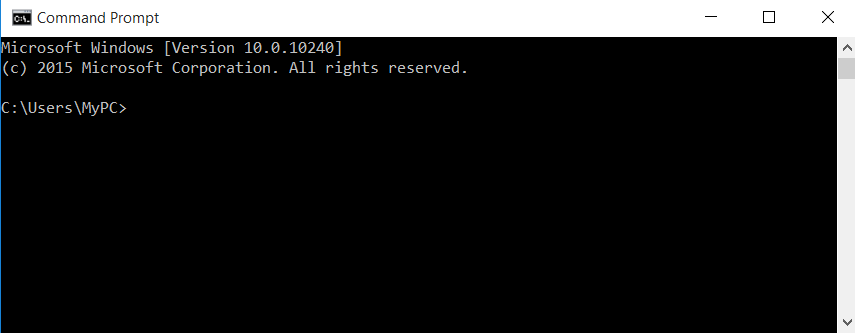 Command Prompt
Microsoft Windows [Version 10.0.10240]
(c) 2015 Microsoft Corporation. All rights reserved.
C:\Users\MyPC>